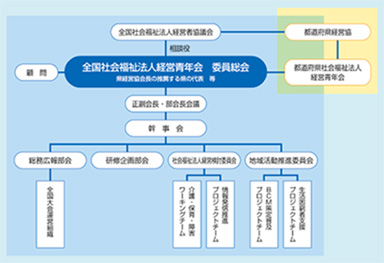 全国社会福祉法人経営者協議会
都道府県経営協
相談役
顧問
全国社会福祉法人経営青年会 委員総会
県経営協会長の推薦する県の代表 等
都道府県社会福祉法人
経営青年会
正副会長・部会長会議
幹事会
総務広報部会
研修企画部会
社会福祉法人経営検討委員会
地域活動推進委員会
全国大会運営組織
介護・保育・障害
ワーキングチーム
情報発信推進
プロジェクトチーム
BCM策定普及
プロジェクトチーム
生活困窮者支援
プロジェクトチーム